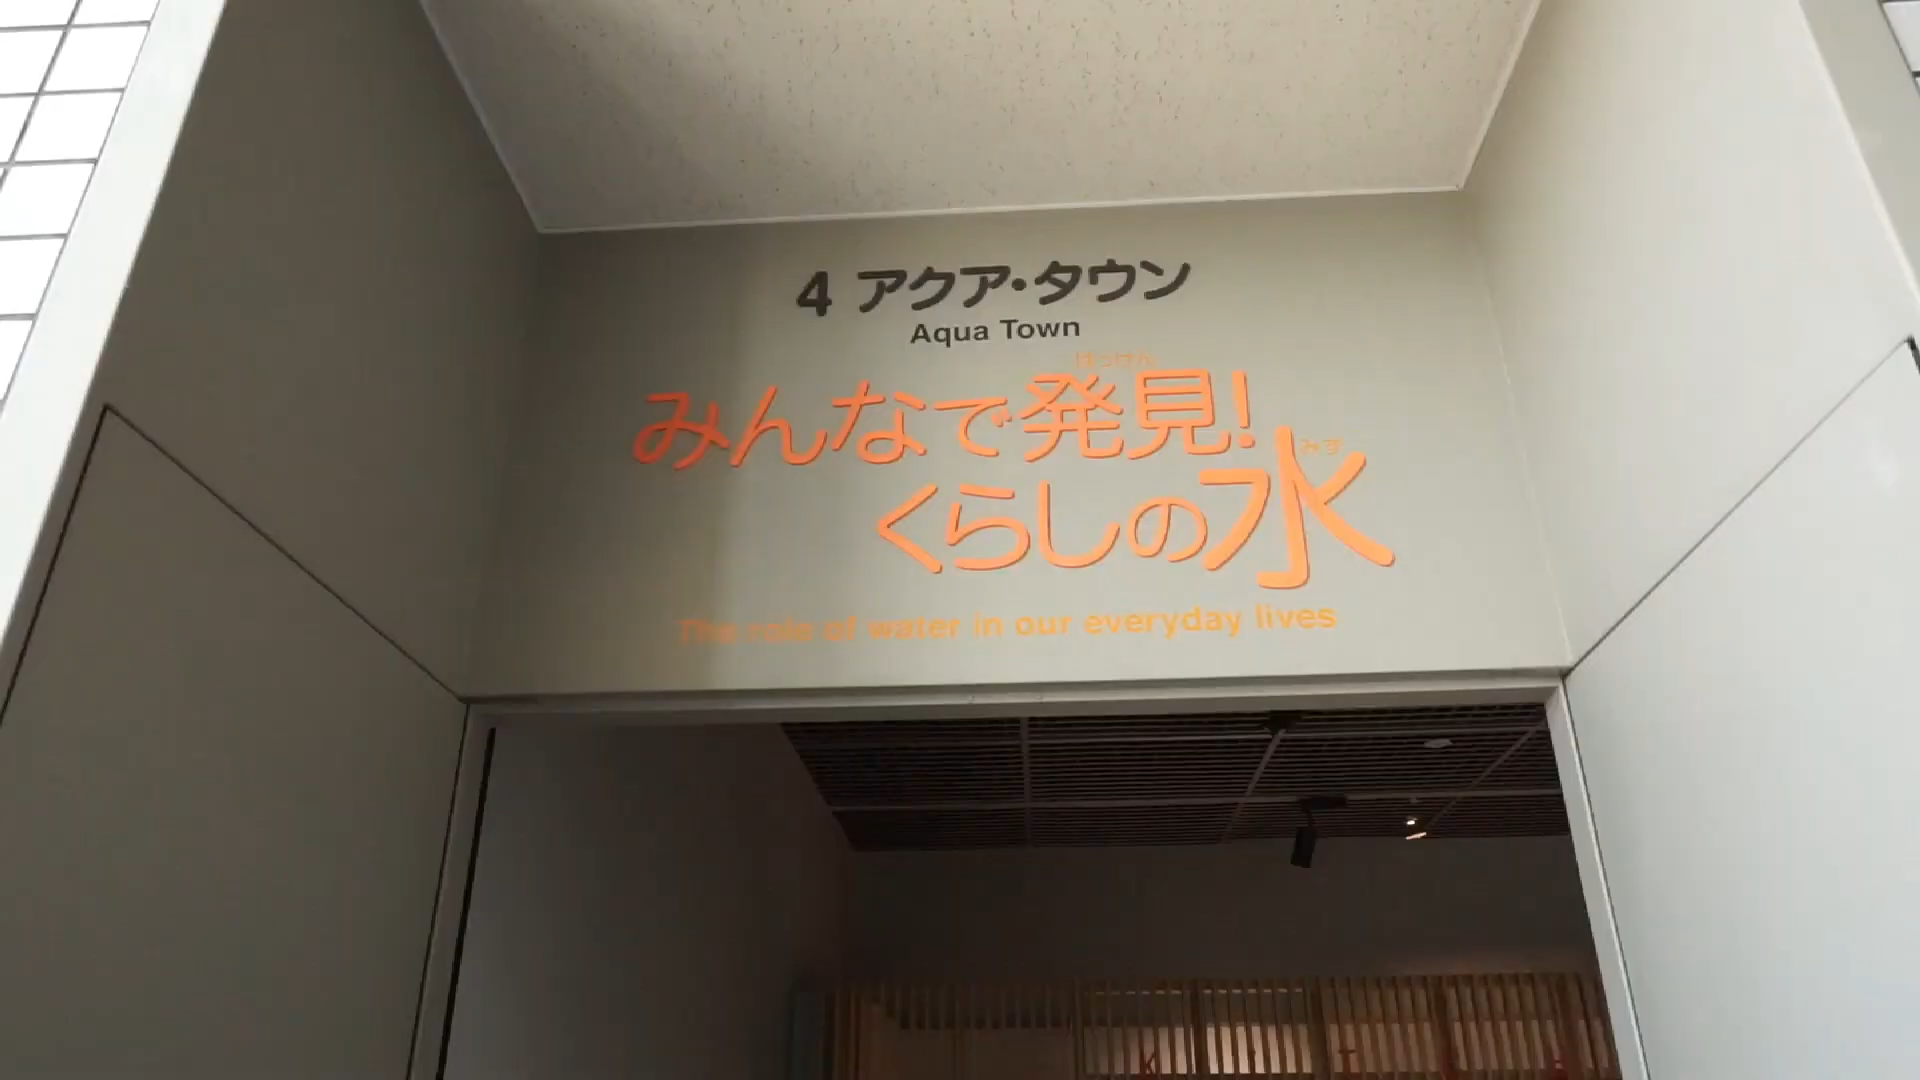 4 アクア・タウン
Aqua Town
はっけん
みんなで発見!
みず
くらしの水
The role of water in our everyday lives